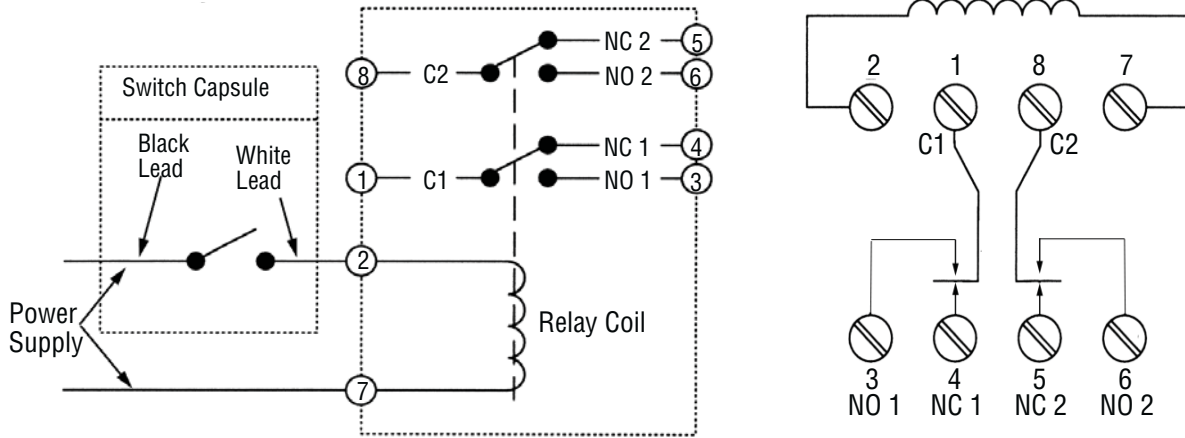 NC 2 5
8 C2 NO 2 6
Switch Capsule
Black
Lead
White
Lead
NC 1 4
1 C1 NO 1 3
2
Power
Supply
Relay Coil
7
2 1 8 7
C1 C2
3 4 5 6
NO 1 NC 1 NC 2 NO 2